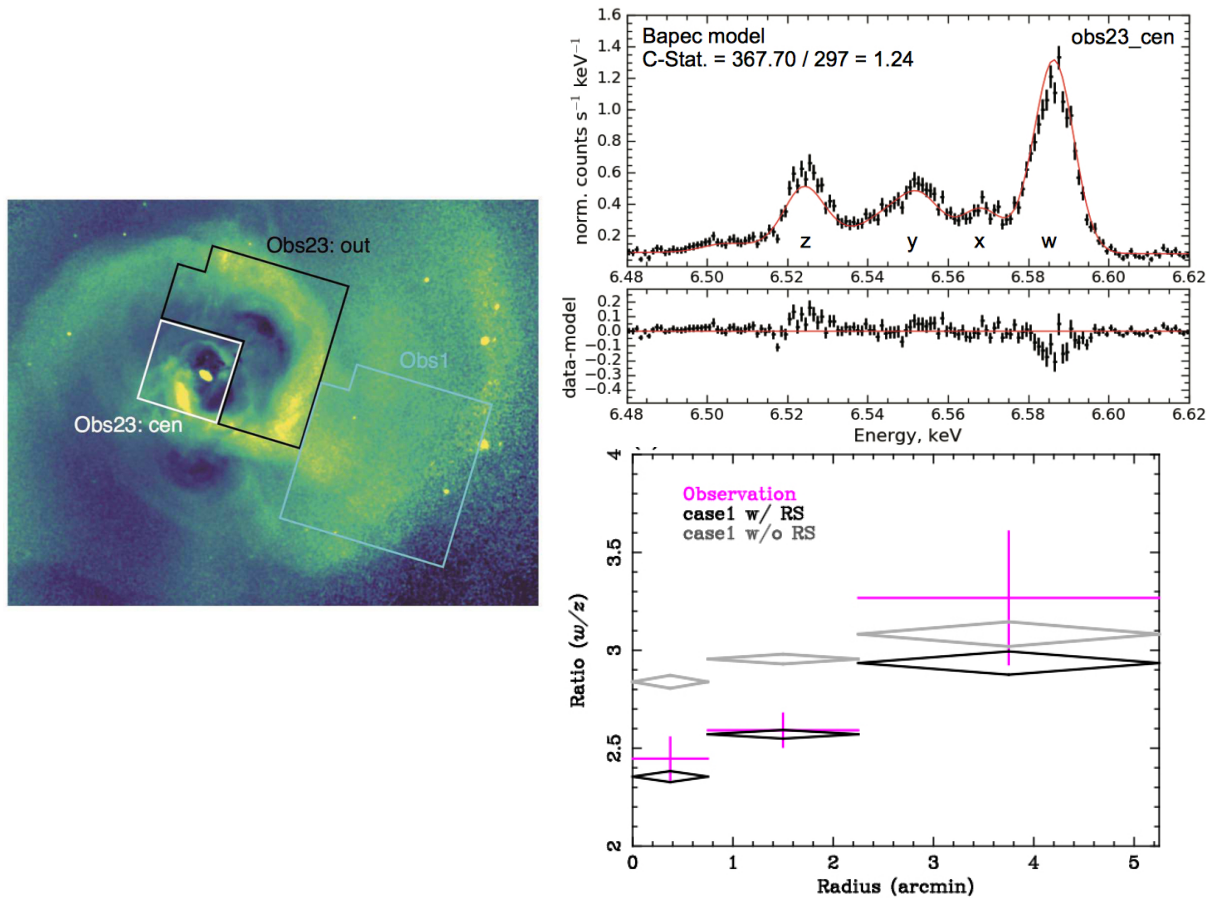 Obs23: out
Obs1
Obs23: cen
Bapec model
C-Stat. = 367.70 / 297 = 1.24
obs23_cen
1.6
1.4
1.2
1.0
0.8
0.6
0.4
0.2
norm. counts s⁻¹ keV⁻¹
z y x w
6.48 6.50 6.52 6.54 6.56 6.58 6.60 6.62
0.2
0.1
0.0
−0.1
−0.2
−0.3
−0.4
data-model
6.48 6.50 6.52 6.54 6.56 6.58 6.60 6.62
Energy, keV
Observation
case1 w/ RS
case1 w/o RS
4
3.5
3
2.5
2
Ratio (w/z)
0 1 2 3 4 5
Radius (arcmin)